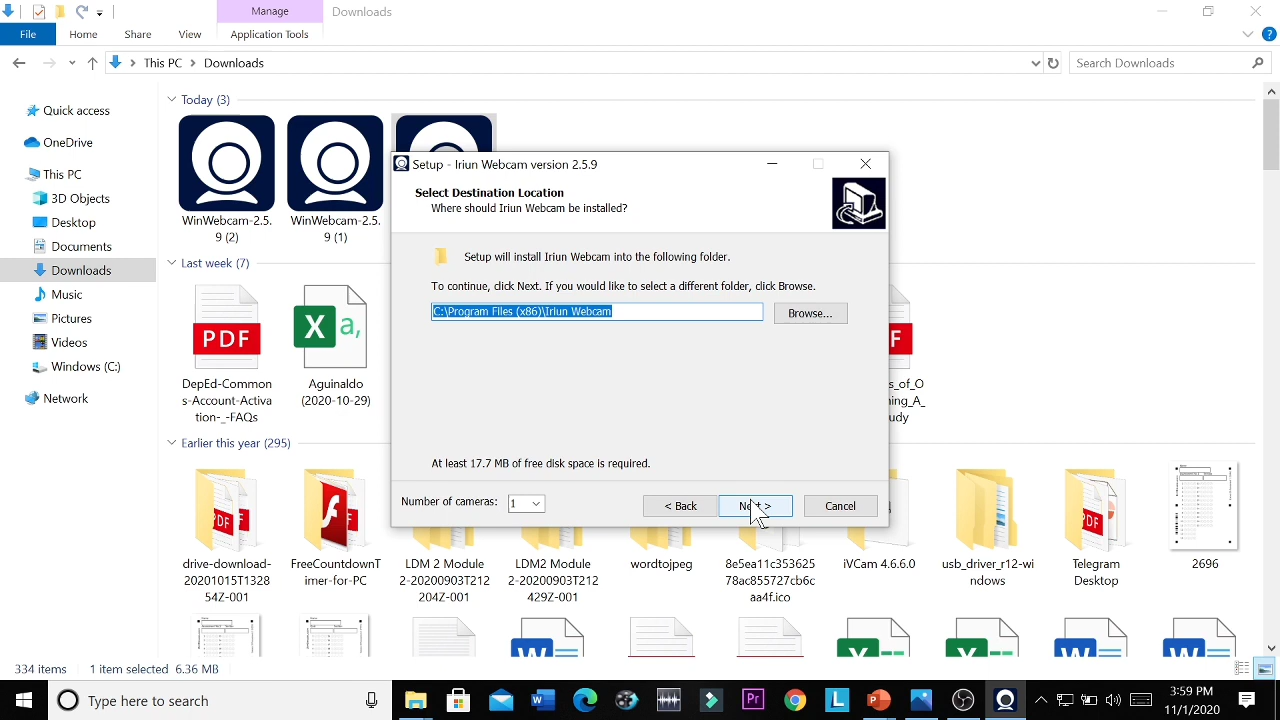 Manage
Downloads
File
Home
Share
View
Application Tools
This PC
Downloads
Search Downloads
Quick access
OneDrive
This PC
3D Objects
Desktop
Documents
Downloads
Music
Pictures
Videos
Windows (C:)
Network
Today (3)
WinWebcam-2.5.
9 (2)
WinWebcam-2.5.
9 (1)
Last week (7)
PDF
DepEd-Common
s-Account-Activa
tion-_-FAQs
X a,
Aguinaldo
(2020-10-29)
s_of_O
ning_A_
udy
Setup - Iriun Webcam version 2.5.9
Select Destination Location
Where should Iriun Webcam be installed?
Setup will install Iriun Webcam into the following folder.
To continue, click Next. If you would like to select a different folder, click Browse.
C:\Program Files (x86)\Iriun Webcam
Browse...
At least 17.7 MB of free disk space is required.
Number of cameras:
1
< Back
Next >
Cancel
Earlier this year (295)
drive-download-
20201015T1328
54Z-001
FreeCountdownT
imer-for-PC
LDM 2 Module
2-20200903T212
204Z-001
LDM2 Module
2-20200903T212
429Z-001
wordtojpeg
8e5ea11c353625
78ac855727cb6c
aa4f.ico
iVCam 4.6.6.0
usb_driver_r12-wi
ndows
Telegram
Desktop
2696
334 items
1 item selected 6.36 MB
Type here to search
3:59 PM
11/1/2020